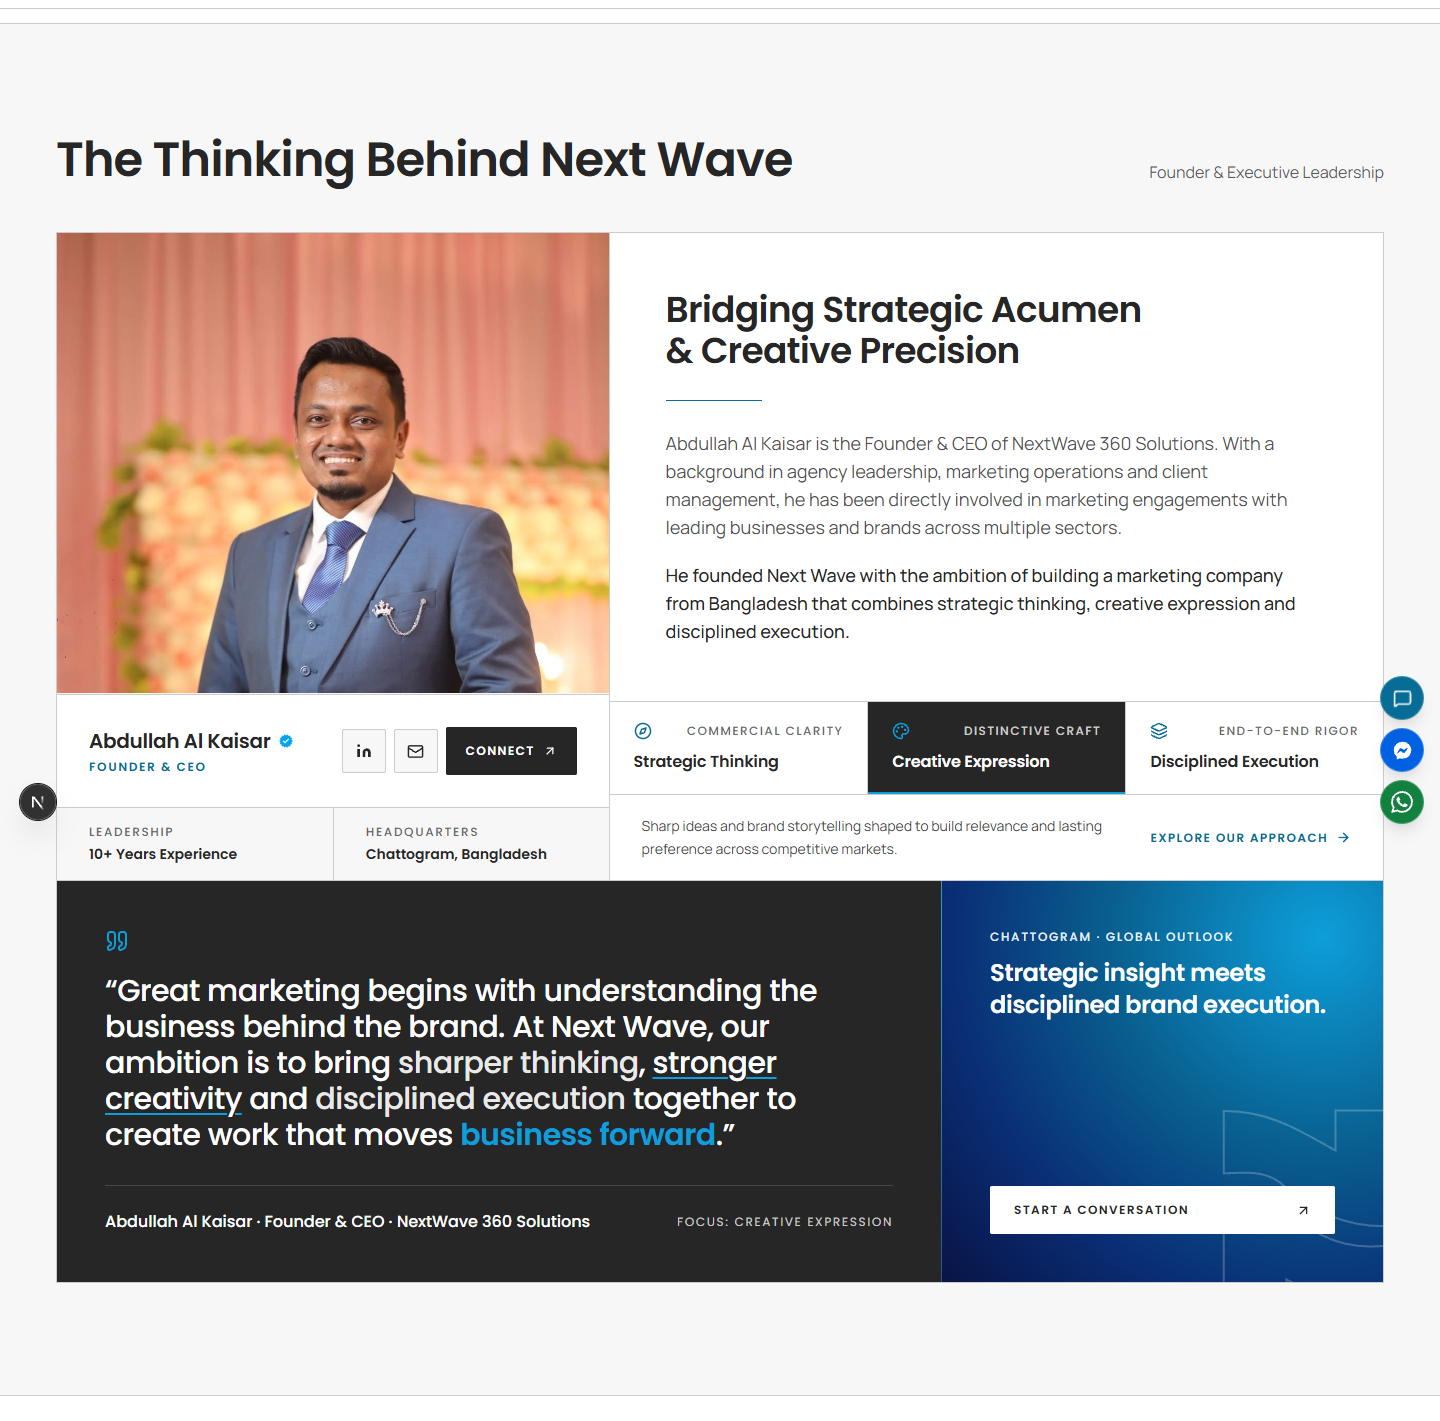 The Thinking Behind Next Wave
Founder & Executive Leadership
Bridging Strategic Acumen
& Creative Precision
Abdullah Al Kaisar is the Founder & CEO of NextWave 360 Solutions. With a
background in agency leadership, marketing operations and client
management, he has been directly involved in marketing engagements with
leading businesses and brands across multiple sectors.
He founded Next Wave with the ambition of building a marketing company
from Bangladesh that combines strategic thinking, creative expression and
disciplined execution.
Abdullah Al Kaisar
FOUNDER & CEO
in
CONNECT
LEADERSHIP
10+ Years Experience
HEADQUARTERS
Chattogram, Bangladesh
COMMERCIAL CLARITY
Strategic Thinking
DISTINCTIVE CRAFT
Creative Expression
END-TO-END RIGOR
Disciplined Execution
Sharp ideas and brand storytelling shaped to build relevance and lasting
preference across competitive markets.
EXPLORE OUR APPROACH
N
“Great marketing begins with understanding the
business behind the brand. At Next Wave, our
ambition is to bring sharper thinking, stronger
creativity and disciplined execution together to
create work that moves business forward.”
Abdullah Al Kaisar · Founder & CEO · NextWave 360 Solutions
FOCUS: CREATIVE EXPRESSION
CHATTOGRAM · GLOBAL OUTLOOK
Strategic insight meets
disciplined brand execution.
START A CONVERSATION